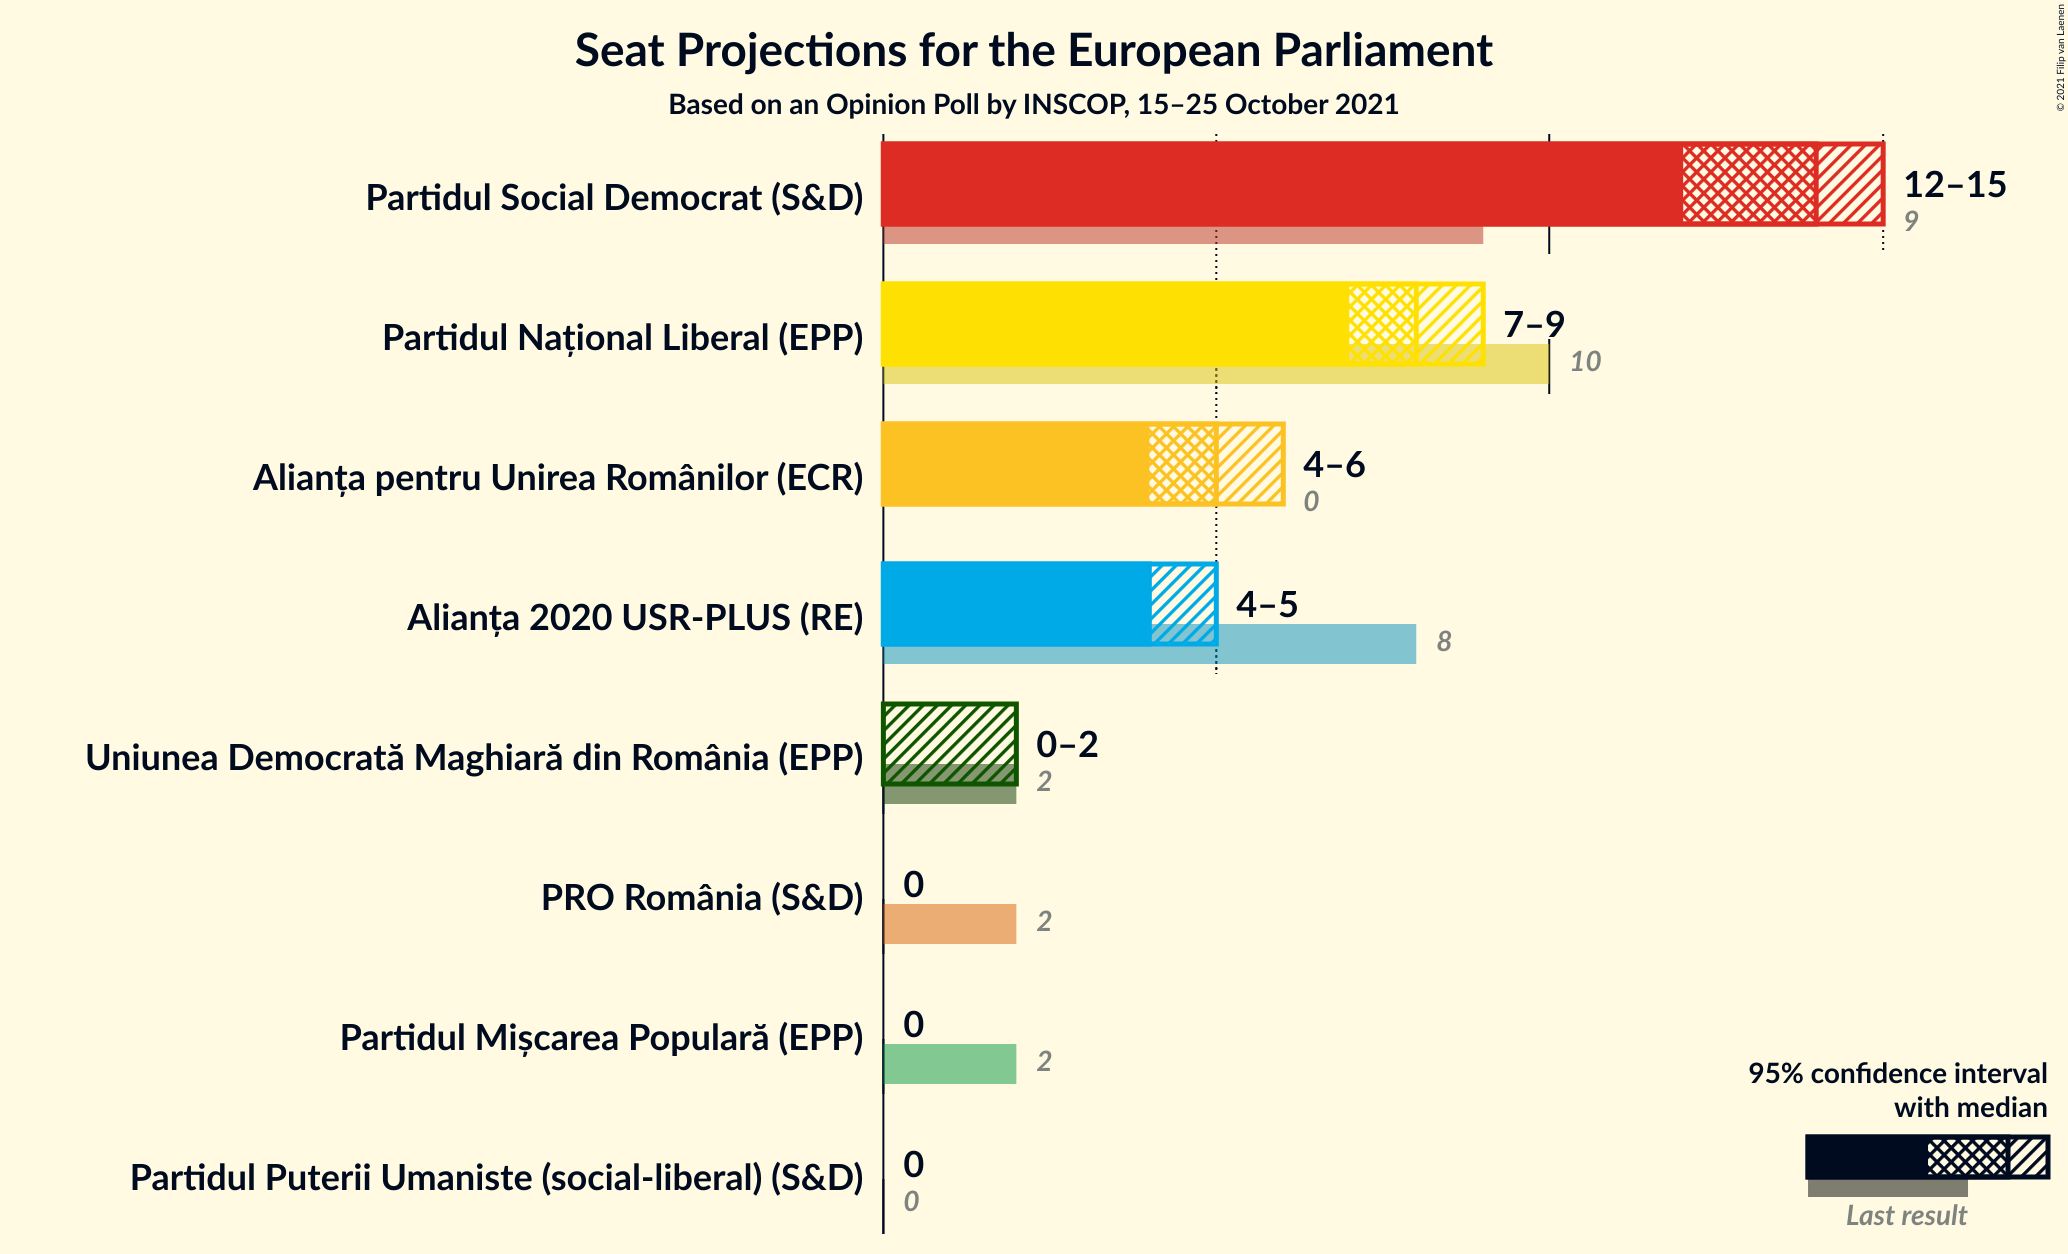 Seat Projections for the European Parliament
Based on an Opinion Poll by INSCOP, 15–25 October 2021
© 2021 Filip van Laenen
Partidul Social Democrat (S&D)
12–15
9
Partidul Național Liberal (EPP)
7–9
10
Alianța pentru Unirea Românilor (ECR)
4–6
0
Alianța 2020 USR-PLUS (RE)
4–5
8
Uniunea Democrată Maghiară din România (EPP)
0–2
2
PRO România (S&D)
0
2
Partidul Mișcarea Populară (EPP)
0
2
Partidul Puterii Umaniste (social-liberal) (S&D)
0
0
95% confidence interval
with median
Last result